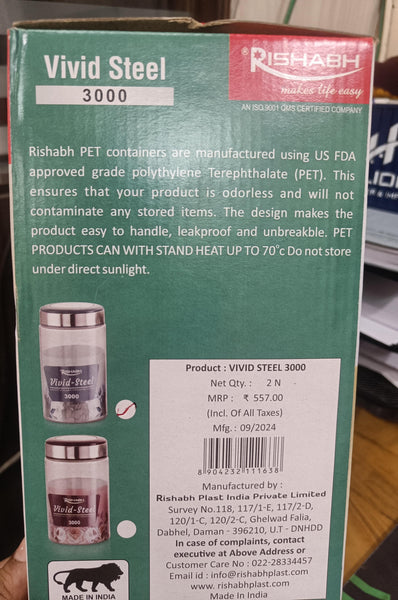 Vivid Steel
3000
®RISHABH
makes life easy
AN ISO.9001 QMS CERTIFIED COMPANY
Rishabh PET containers are manufactured using US FDA
approved grade polythylene Terephthalate (PET). This
ensures that your product is odorless and will not
contaminate any stored items. The design makes the
product easy to handle, leakproof and unbreakble. PET
PRODUCTS CAN WITH STAND HEAT UP TO 70°c Do not store
under direct sunlight.
RISHABH
Vivid-Steel
3000
RISHABH
Vivid-Steel
3000
Product : VIVID STEEL 3000
Net Qty. : 2 N
MRP : ₹ 557.00
(Incl. Of All Taxes)
Mfg. : 09/2024
8904232111638
Manufactured by :
Rishabh Plast India Private Limited
Survey No.118, 117/1-E, 117/2-D,
120/1-C, 120/2-C, Ghelwad Falia,
Dabhel, Daman - 396210, U.T - DNHDD
In case of complaints, contact
executive at Above Address or
Customer Care No : 022-28334457
Email id : info@rishabhplast.com
www. rishabhplast.com
Made In India
MAKE IN INDIA